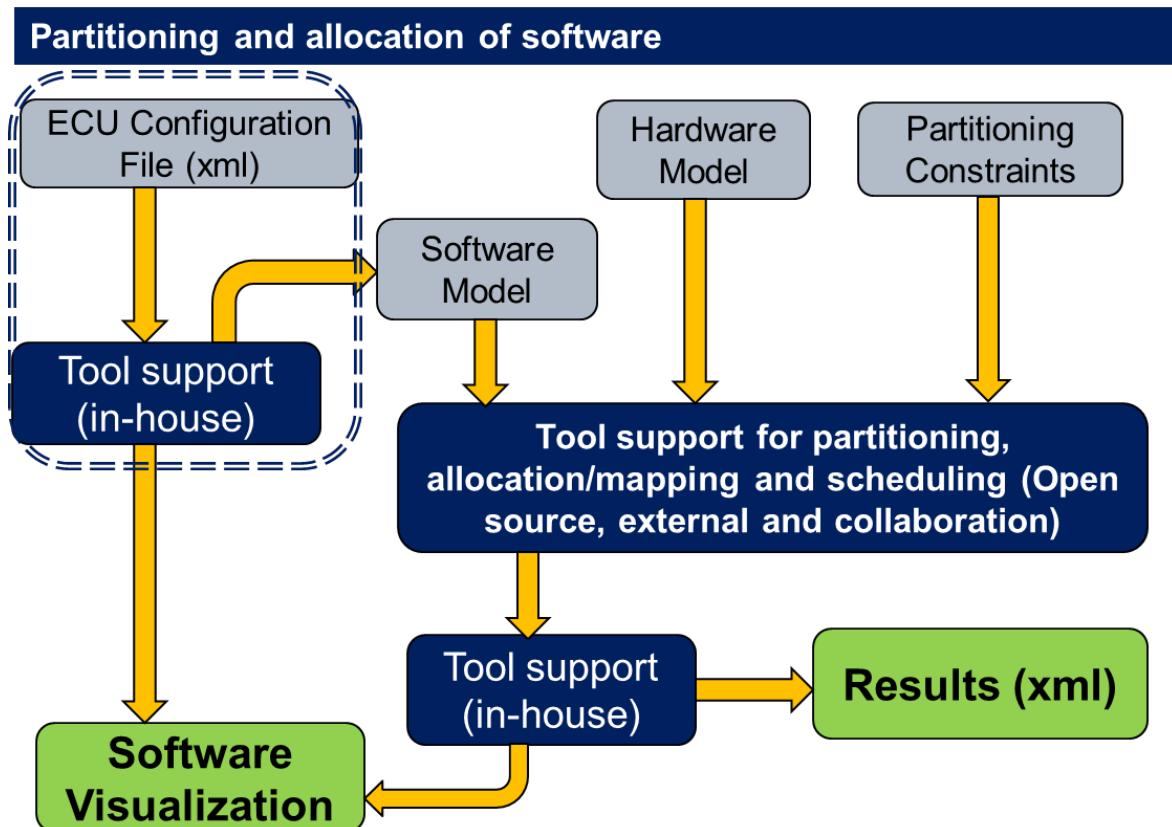 Partitioning and allocation of software
ECU Configuration
File (xml)
Hardware
Model
Partitioning
Constraints
Software
Model
Tool support
(in-house)
Tool support for partitioning,
allocation/mapping and scheduling (Open
source, external and collaboration)
Tool support
(in-house)
Results (xml)
Software
Visualization